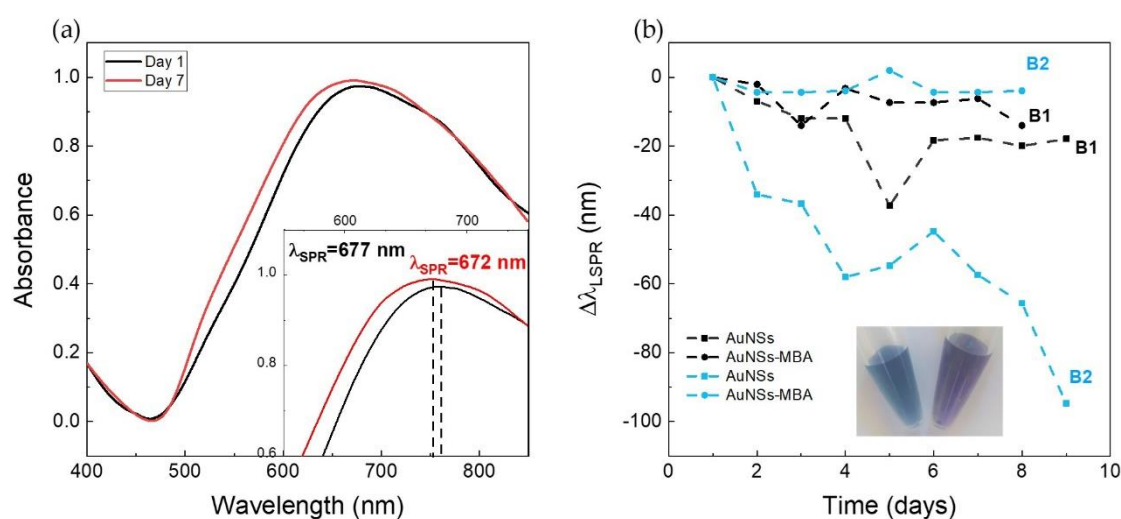 (a)
Day 1
Day 7
Absorbance
1.0
0.8
0.6
0.4
0.2
0.0
400
500
600
700
800
Wavelength (nm)
600
700
λSPR=677 nm
λSPR=672 nm
1.0
0.9
0.8
0.6
(b)
ΔλLSPR (nm)
0
-20
-40
-60
-80
-100
B2
B1
B1
B2
AuNSs
AuNSs-MBA
AuNSs
AuNSs-MBA
0
2
4
6
8
10
Time (days)